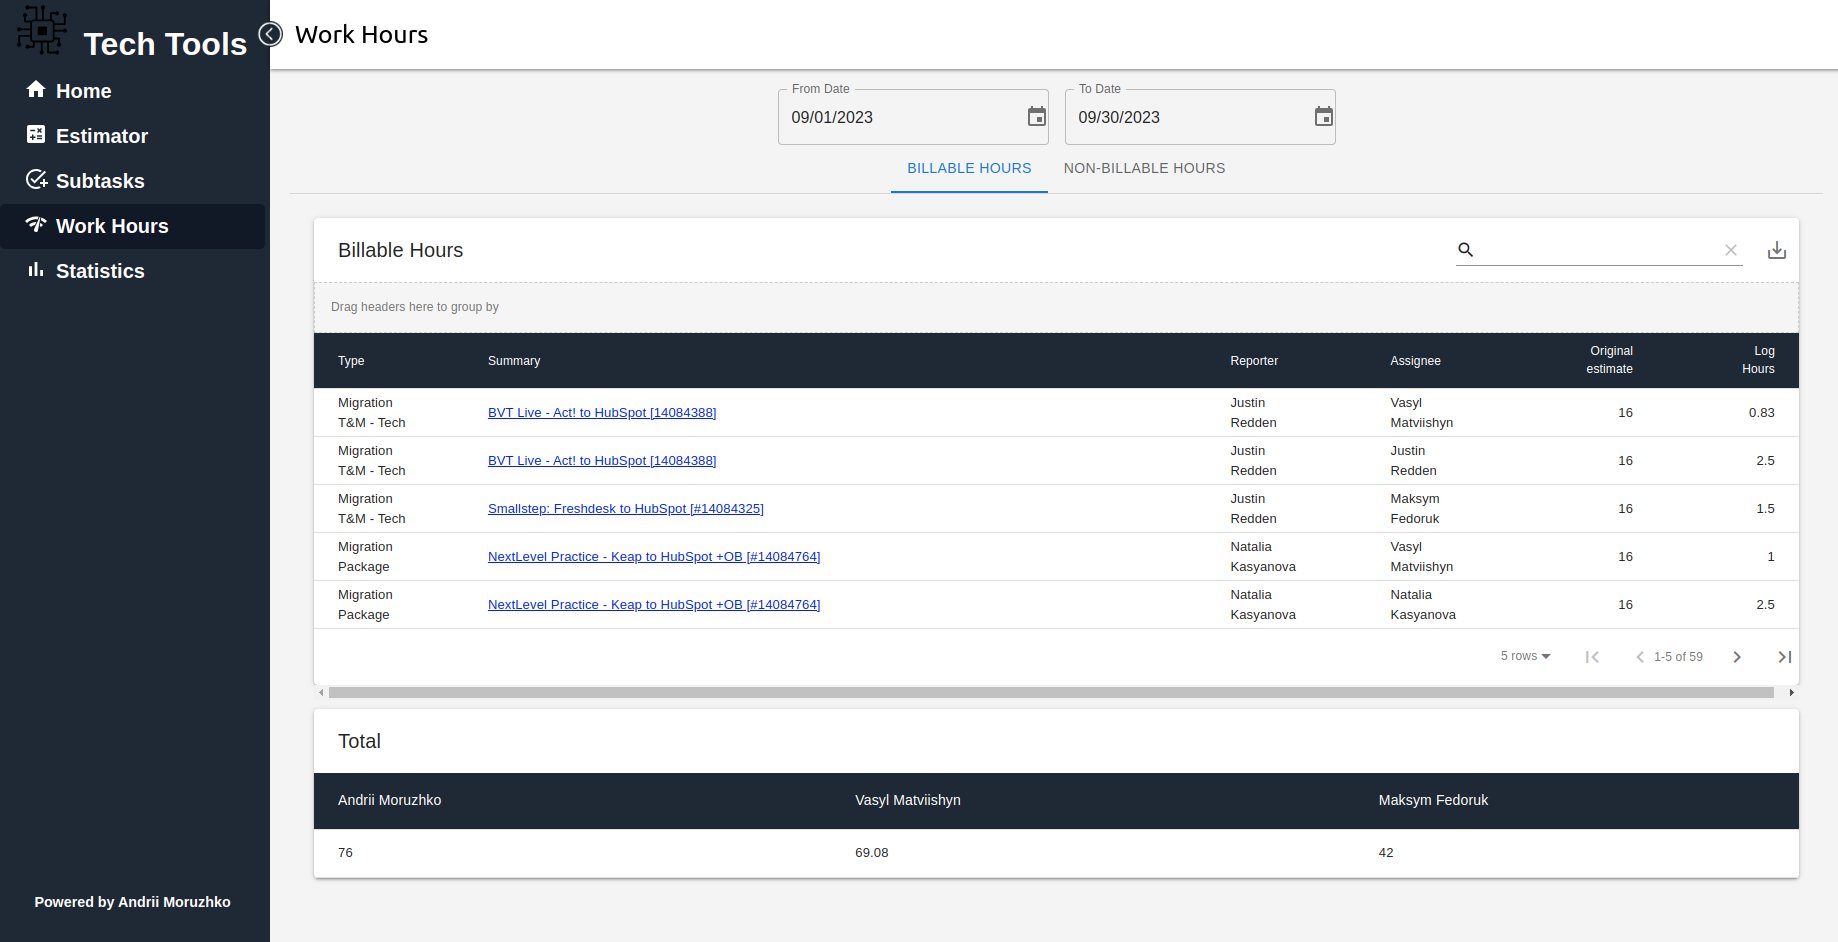 Tech Tools
Home
Estimator
Subtasks
Work Hours
Statistics
Powered by Andrii Moruzhko
Work Hours
From Date
09/01/2023
To Date
09/30/2023
BILLABLE HOURS
NON-BILLABLE HOURS
Billable Hours
Drag headers here to group by
Type
Summary
Reporter
Assignee
Original
estimate
Log
Hours
Migration
T&M - Tech
BVT Live - Act! to HubSpot [14084388]
Justin
Redden
Vasyl
Matviishyn
16
0.83
Migration
T&M - Tech
BVT Live - Act! to HubSpot [14084388]
Justin
Redden
Justin
Redden
16
2.5
Migration
T&M - Tech
Smallstep: Freshdesk to HubSpot [#14084325]
Justin
Redden
Maksym
Fedoruk
16
1.5
Migration
Package
NextLevel Practice - Keap to HubSpot +OB [#14084764]
Natalia
Kasyanova
Vasyl
Matviishyn
16
1
Migration
Package
NextLevel Practice - Keap to HubSpot +OB [#14084764]
Natalia
Kasyanova
Natalia
Kasyanova
16
2.5
5 rows
1-5 of 59
Total
Andrii Moruzhko
Vasyl Matviishyn
Maksym Fedoruk
76
69.08
42